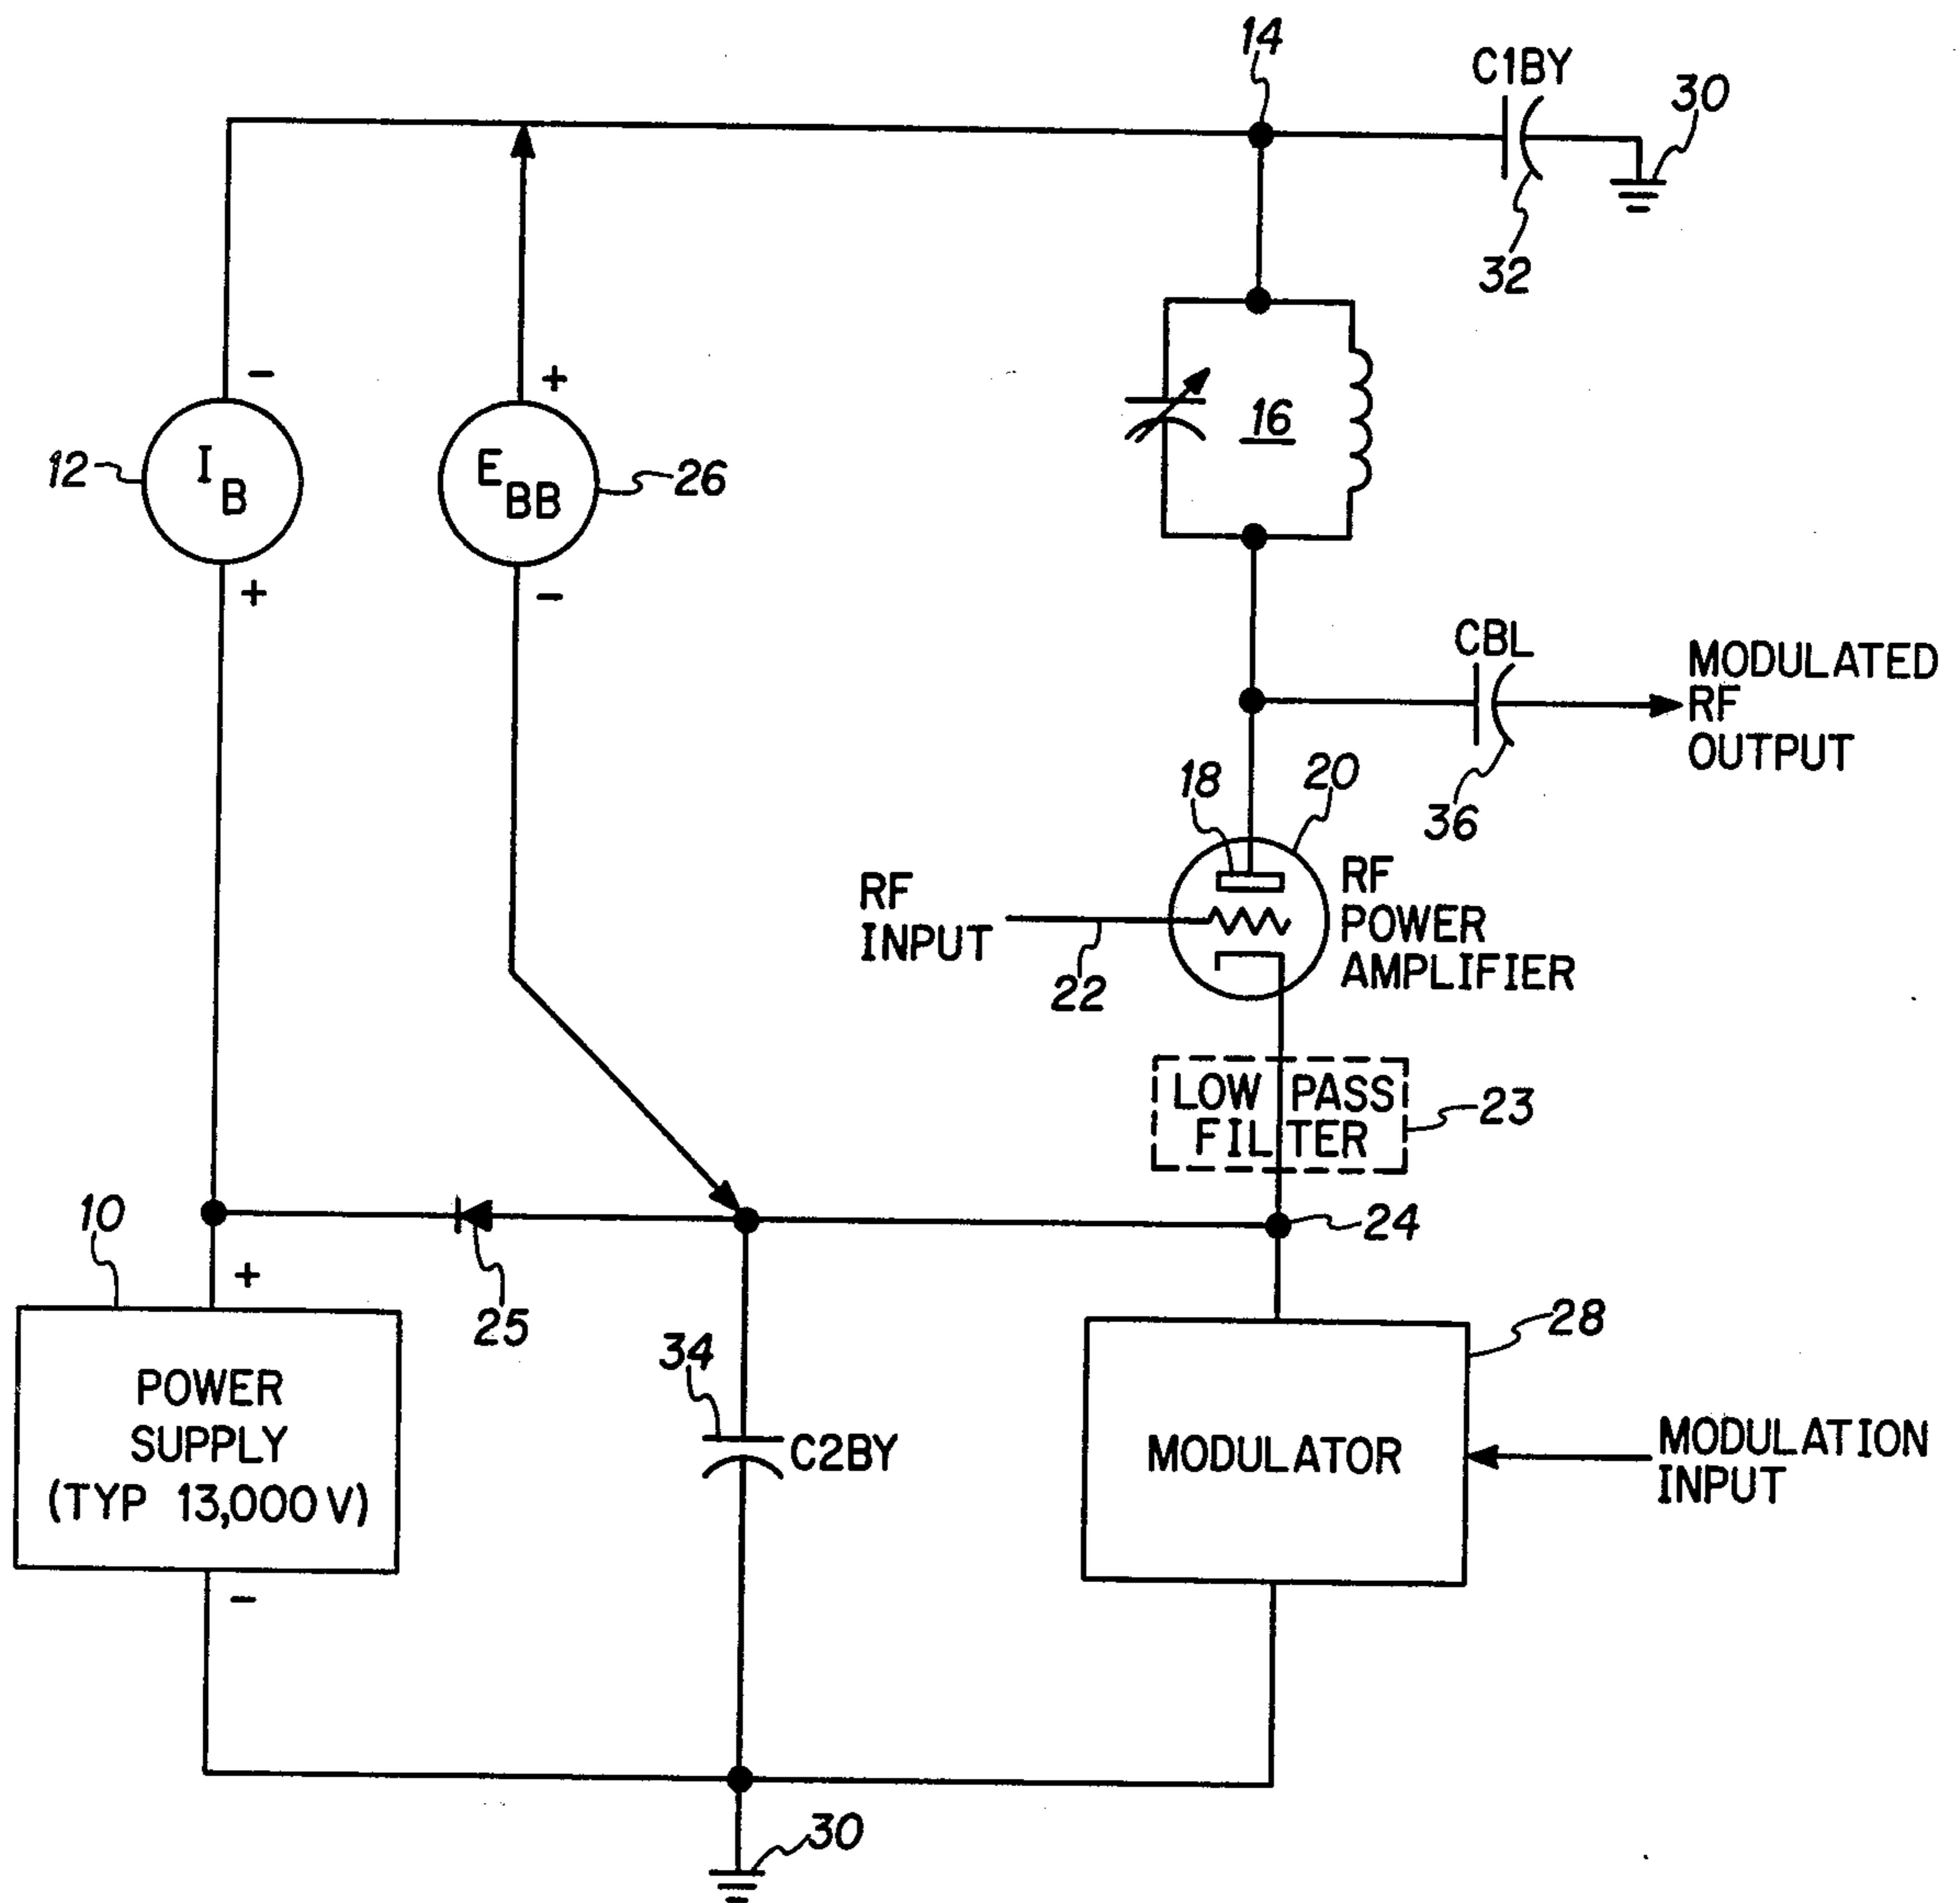 14
C1BY
30
32
-
+
16
12
I B
E BB
26
+
-
CBL
MODULATED
RF
OUTPUT
18
20
36
RF
INPUT
RF
POWER
AMPLIFIER
22
LOW PASS
FILTER
23
10
+
25
24
28
34
POWER
SUPPLY
(TYP 13,000 V)
C2BY
MODULATOR
MODULATION
INPUT
-
30